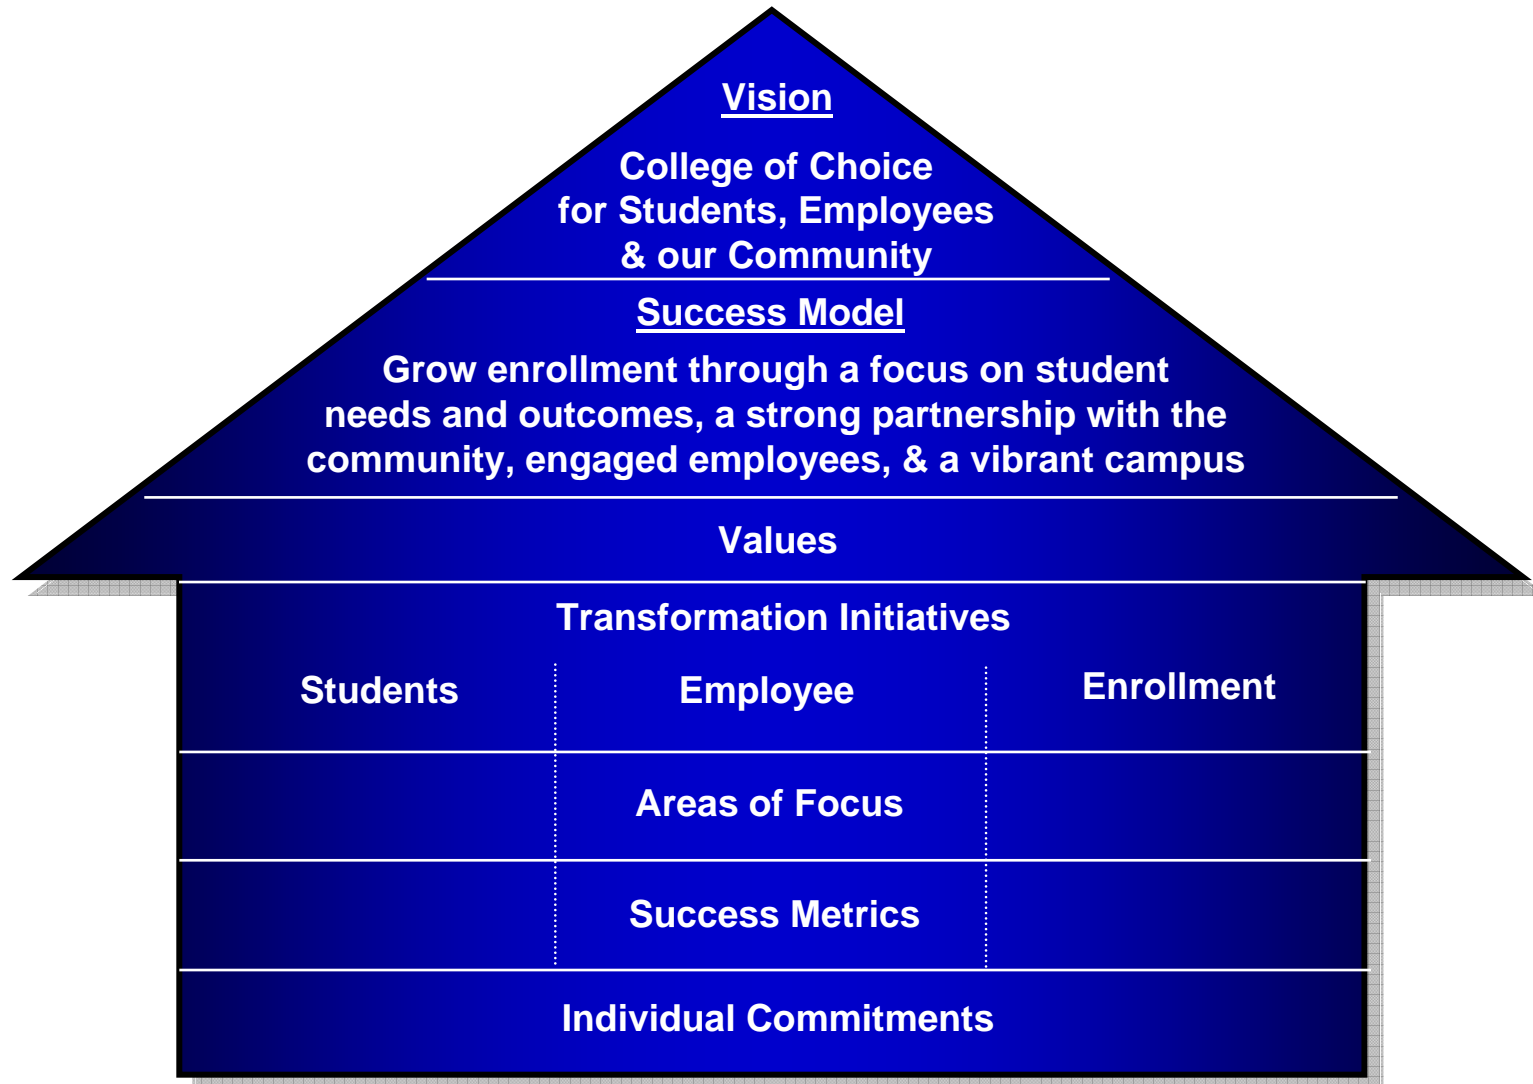 Vision
College of Choice
for Students, Employees
& our Community
Success Model
Grow enrollment through a focus on student
needs and outcomes, a strong partnership with the
community, engaged employees, & a vibrant campus
Values
Transformation Initiatives
Students Employee Enrollment
Areas of Focus
Success Metrics
Individual Commitments